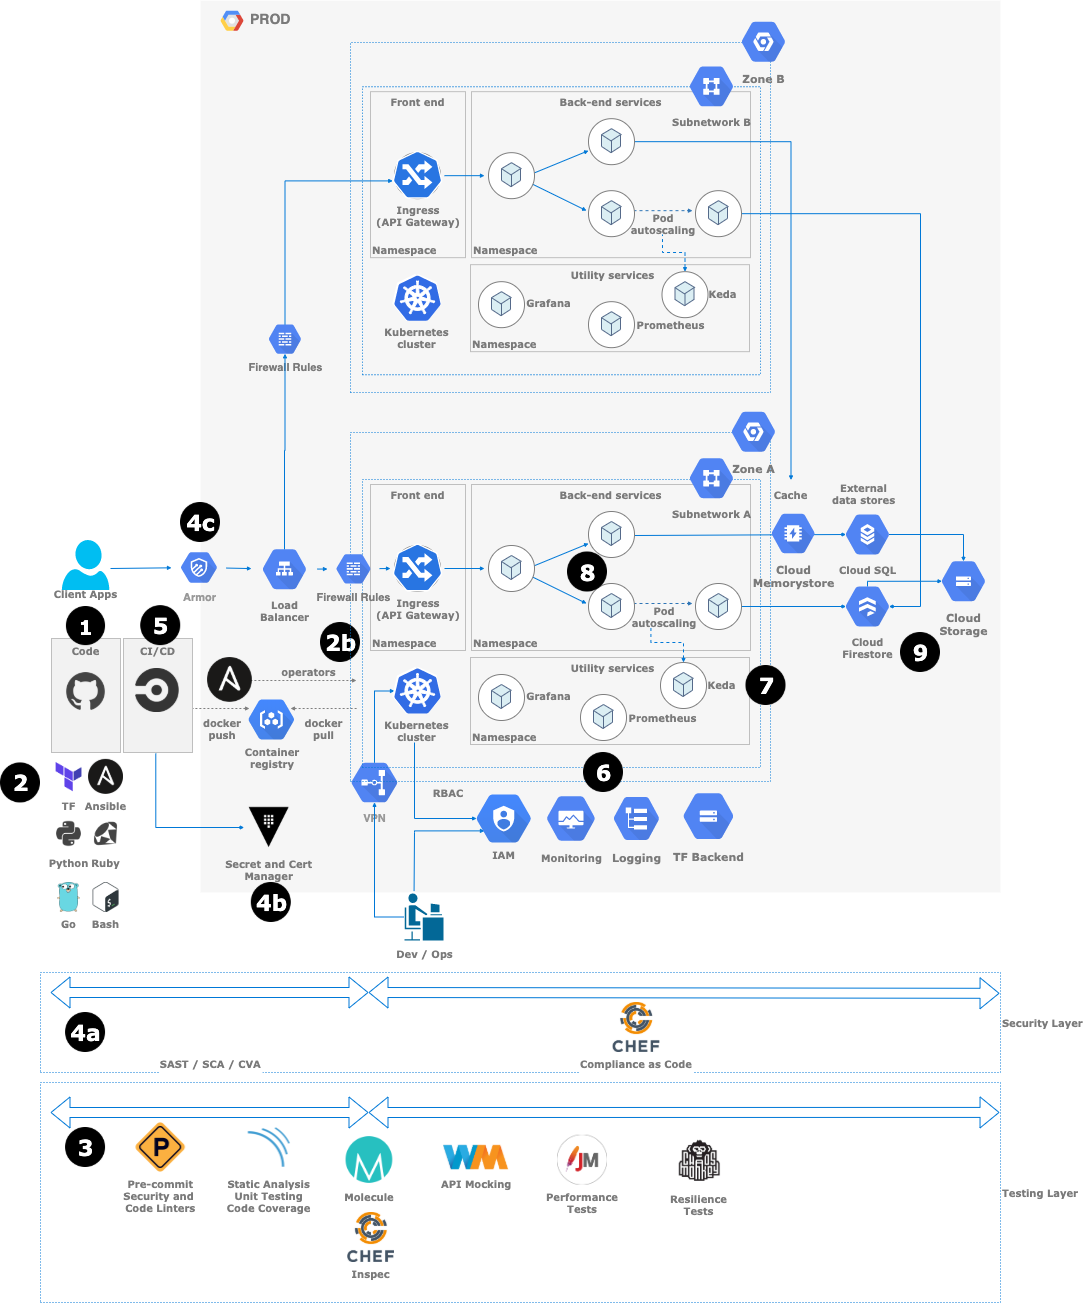 PROD
Zone B
Subnetwork B
Front end
Back-end services
Ingress
(API Gateway)
Pod
autoscaling
Namespace
Namespace
Utility services
Keda
Grafana
Prometheus
Kubernetes
cluster
Namespace
Firewall Rules
Zone A
Subnetwork A
Front end
Back-end services
Cache
External
data stores
4c
8
Cloud
Memorystore
Cloud SQL
Client Apps
Armor
Load
Balancer
Firewall Rules
Ingress
(API Gateway)
Pod
autoscaling
Cloud
Storage
Cloud
Firestore
9
1
5
2b
Namespace
Namespace
Code
CI/CD
operators
Utility services
Keda
7
Grafana
Prometheus
docker
push
docker
pull
Kubernetes
cluster
Namespace
Container
registry
6
2
TF
Ansible
RBAC
VPN
Python
Ruby
IAM
Monitoring
Logging
TF Backend
Secret and Cert
Manager
4b
Go
$_
Bash
Dev / Ops
4a
CHEF
Security Layer
SAST / SCA / CVA
Compliance as Code
3
P
WM
JM
Pre-commit
Security and
Code Linters
Static Analysis
Unit Testing
Code Coverage
Molecule
API Mocking
Performance
Tests
Resilience
Tests
Testing Layer
CHEF
Inspec